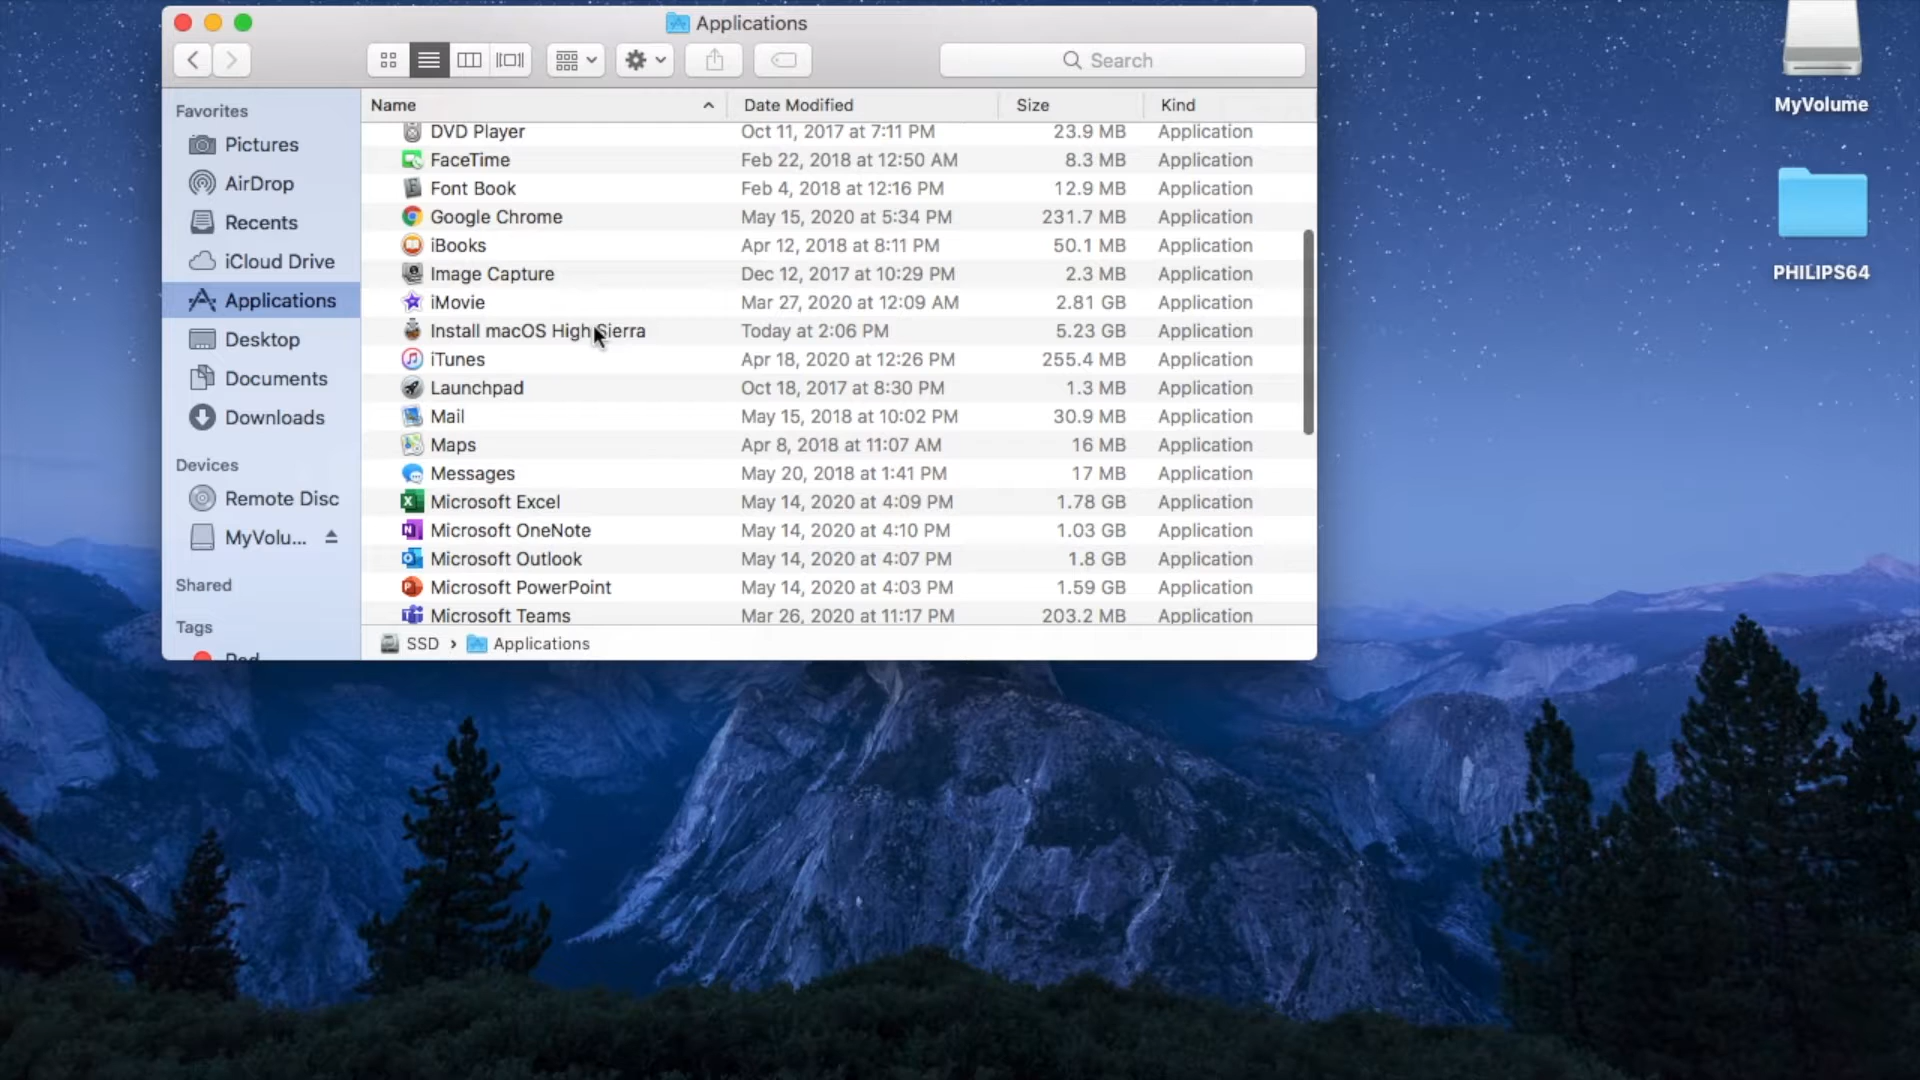 Applications
Search
MyVolume
PHILIPS64
Favorites
Pictures
AirDrop
Recents
iCloud Drive
Applications
Desktop
Documents
Downloads
Devices
Remote Disc
MyVolu...
Shared
Tags
Red
Name Date Modified Size Kind
DVD Player Oct 11, 2017 at 7:11 PM 23.9 MB Application
FaceTime Feb 22, 2018 at 12:50 AM 8.3 MB Application
Font Book Feb 4, 2018 at 12:16 PM 12.9 MB Application
Google Chrome May 15, 2020 at 5:34 PM 231.7 MB Application
iBooks Apr 12, 2018 at 8:11 PM 50.1 MB Application
Image Capture Dec 12, 2017 at 10:29 PM 2.3 MB Application
iMovie Mar 27, 2020 at 12:09 AM 2.81 GB Application
Install macOS High Sierra Today at 2:06 PM 5.23 GB Application
iTunes Apr 18, 2020 at 12:26 PM 255.4 MB Application
Launchpad Oct 18, 2017 at 8:30 PM 1.3 MB Application
Mail May 15, 2018 at 10:02 PM 30.9 MB Application
Maps Apr 8, 2018 at 11:07 AM 16 MB Application
Messages May 20, 2018 at 1:41 PM 17 MB Application
Microsoft Excel May 14, 2020 at 4:09 PM 1.78 GB Application
Microsoft OneNote May 14, 2020 at 4:10 PM 1.03 GB Application
Microsoft Outlook May 14, 2020 at 4:07 PM 1.8 GB Application
Microsoft PowerPoint May 14, 2020 at 4:03 PM 1.59 GB Application
Microsoft Teams Mar 26, 2020 at 11:17 PM 203.2 MB Application
SSD › Applications